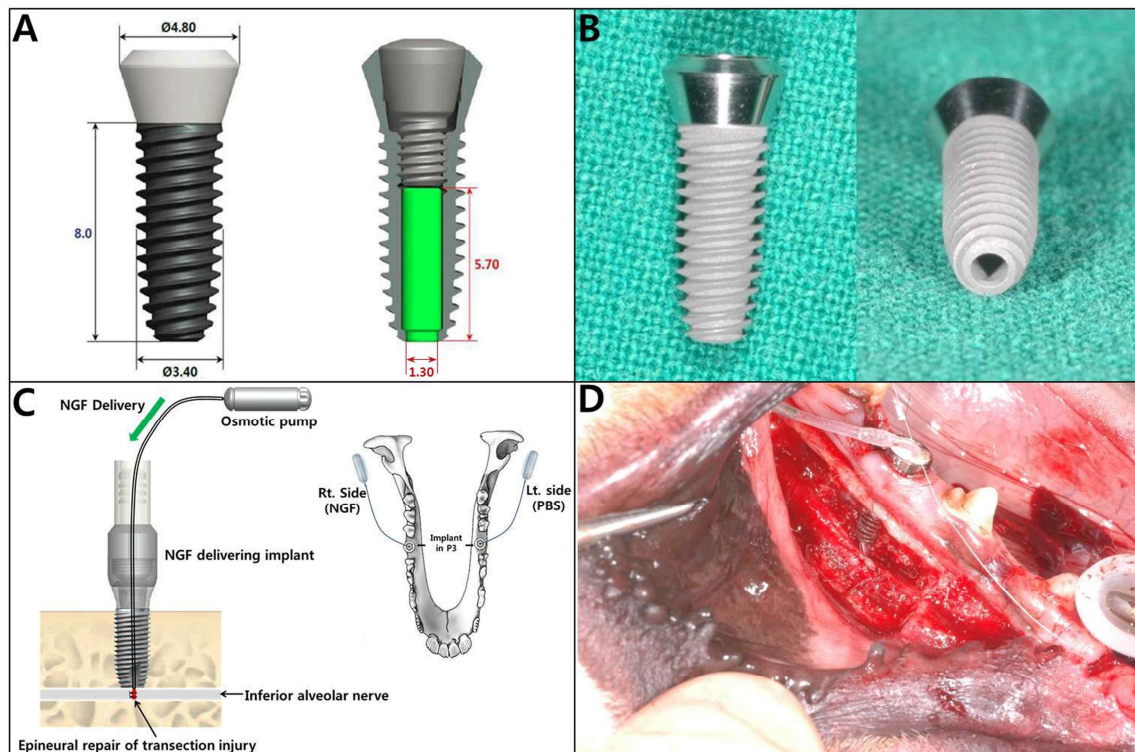 A
Ø4.80
8.0
Ø3.40
5.70
1.30
B
C
NGF Delivery
Osmotic pump
NGF delivering implant
Inferior alveolar nerve
Epineural repair of transection injury
Rt. Side
(NGF)
Lt. side
(PBS)
Implant
in P3
D